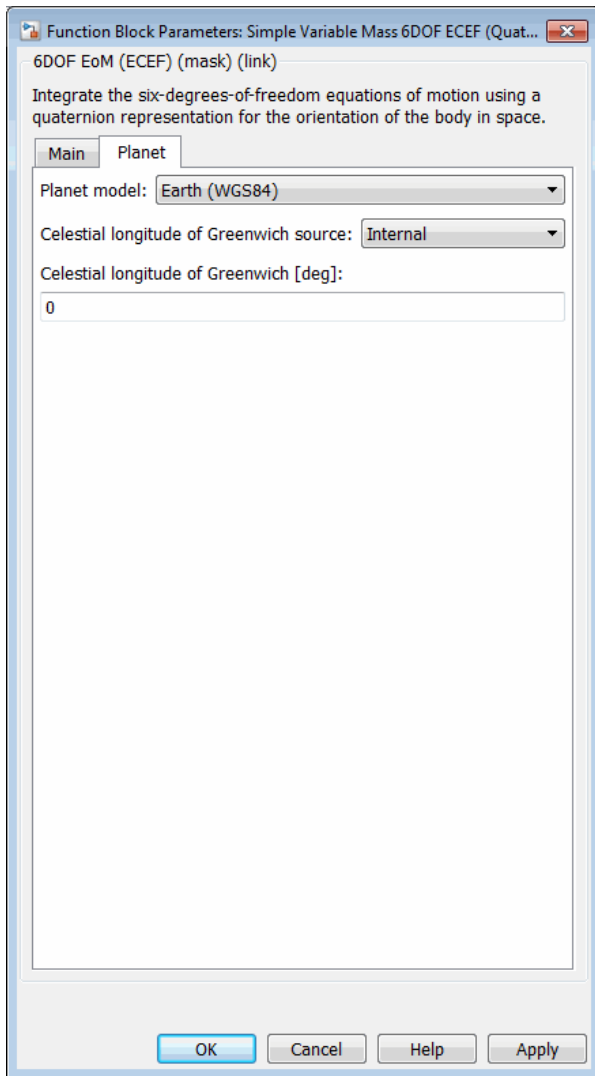 Function Block Parameters: Simple Variable Mass 6DOF ECEF (Quat...
6DOF EoM (ECEF) (mask) (link)
Integrate the six-degrees-of-freedom equations of motion using a
quaternion representation for the orientation of the body in space.
Main Planet
Planet model: Earth (WGS84)
Celestial longitude of Greenwich source: Internal
Celestial longitude of Greenwich [deg]:
0
OK Cancel Help Apply